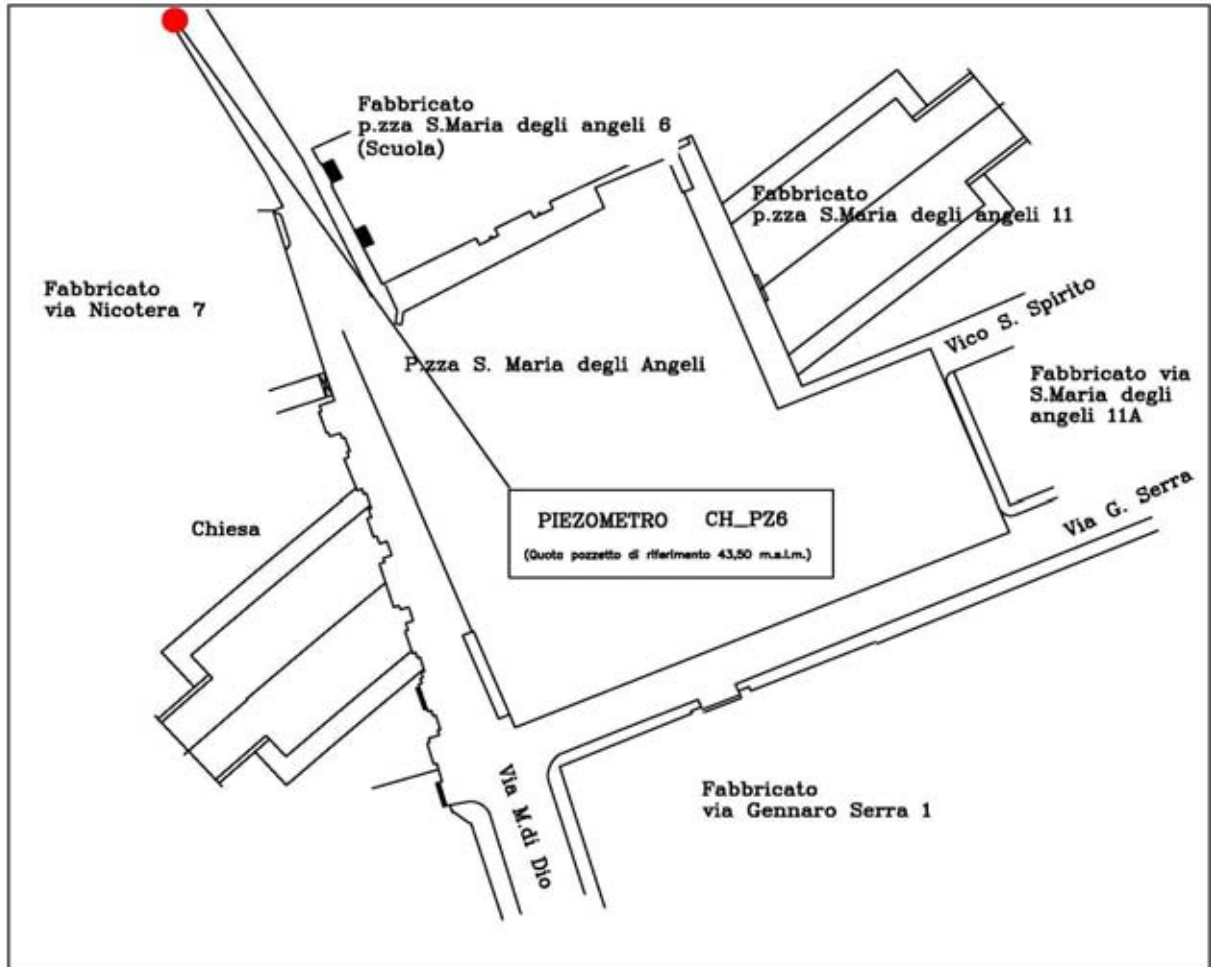 Fabbricato
p.zza S.Maria degli angeli 6
(Scuola)
Fabbricato
p.zza S.Maria degli angeli 11
Fabbricato
via Nicotera 7
Vico S. Spirito
P.zza S. Maria degli Angeli
Fabbricato via
S.Maria degli
angeli 11A
Chiesa
PIEZOMETRO CH_PZ6
(Quota pozzetto di riferimento 43,50 m.s.l.m.)
Via G. Serra
Via M.di Dio
Fabbricato
via Gennaro Serra 1